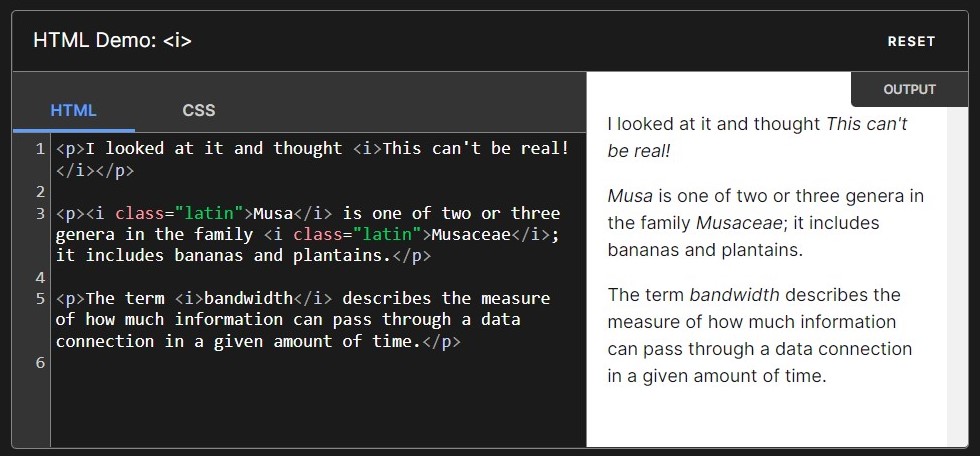 HTML Demo: <i>
RESET
HTML
CSS
1 <p>I looked at it and thought <i>This can't be real!
</i></p>
2
3 <p><i class="latin">Musa</i> is one of two or three
genera in the family <i class="latin">Musaceae</i>;
it includes bananas and plantains.</p>
4
5 <p>The term <i>bandwidth</i> describes the measure
of how much information can pass through a data
connection in a given amount of time.</p>
6
OUTPUT
I looked at it and thought This can't
be real!
Musa is one of two or three genera in
the family Musaceae; it includes
bananas and plantains.
The term bandwidth describes the
measure of how much information
can pass through a data connection
in a given amount of time.